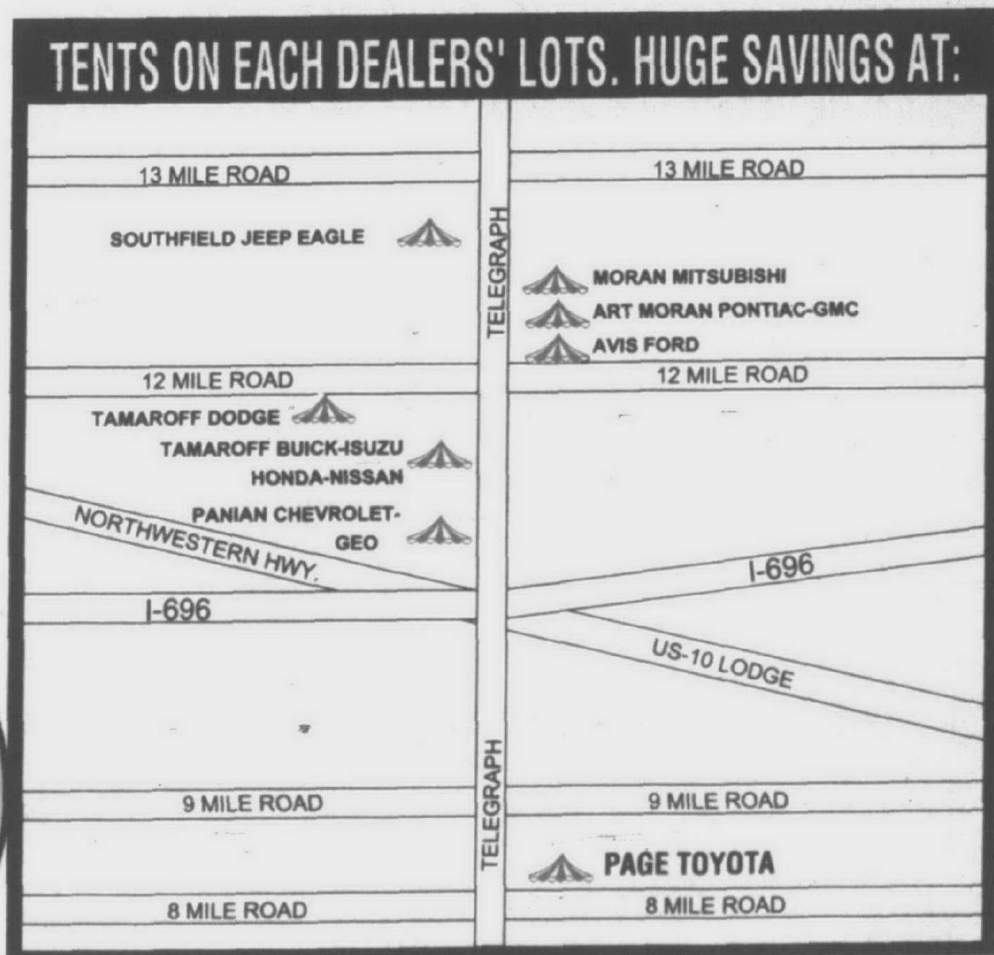 TENTS ON EACH DEALERS' LOTS. HUGE SAVINGS AT:
13 MILE ROAD
13 MILE ROAD
SOUTHFIELD JEEP EAGLE
TELEGRAPH
MORAN MITSUBISHI
ART MORAN PONTIAC-GMC
AVIS FORD
12 MILE ROAD
12 MILE ROAD
TAMAROFF DODGE
TAMAROFF BUICK-ISUZU
HONDA-NISSAN
PANIAN CHEVROLET-
GEO
NORTHWESTERN HWY.
I-696
I-696
US-10 LODGE
TELEGRAPH
9 MILE ROAD
9 MILE ROAD
PAGE TOYOTA
8 MILE ROAD
8 MILE ROAD